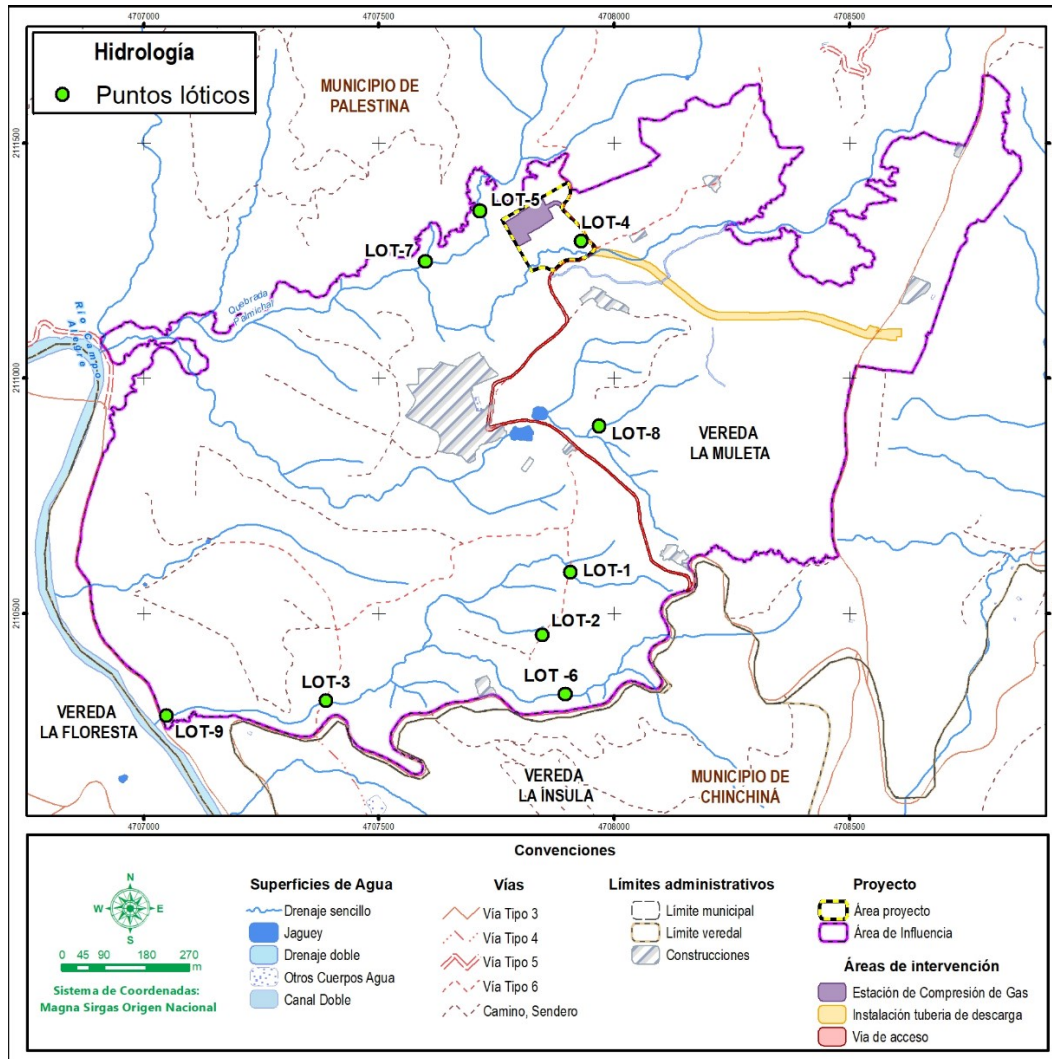 4707000 4707500 4708000 4708500
Hidrología
Puntos lóticos
MUNICIPIO DE
PALESTINA
2111500
LOT-5
LOT-4
LOT-7
Quebrada
Palmichal
Río Campo
Alegre
2111000
LOT-8
VEREDA
LA MULETA
LOT-1
2110500
LOT-2
LOT -6
LOT-3
VEREDA
LA FLORESTA
LOT-9
VEREDA
LA ÍNSULA
MUNICIPIO DE
CHINCHINÁ
4707000 4707500 4708000 4708500
Convenciones
N
W E
S
0 45 90 180 270
m
Sistema de Coordenadas:
Magna Sirgas Origen Nacional
Superficies de Agua
Drenaje sencillo
Jaguey
Drenaje doble
Otros Cuerpos Agua
Canal Doble
Vías
Vía Tipo 3
Vía Tipo 4
Vía Tipo 5
Vía Tipo 6
Camino, Sendero
Límites administrativos
Límite municipal
Límite veredal
Construcciones
Proyecto
Área proyecto
Área de Influencia
Áreas de intervención
Estación de Compresión de Gas
Instalación tuberia de descarga
Via de acceso